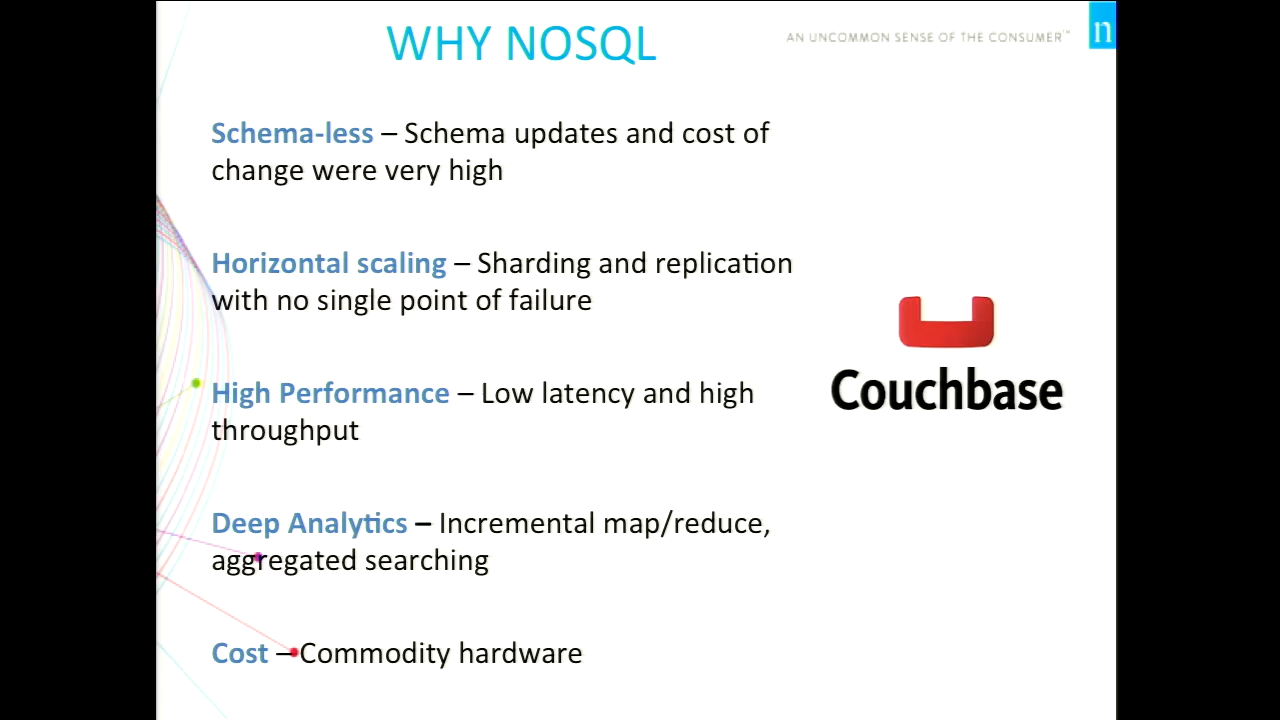 WHY NOSQL
AN UNCOMMON SENSE OF THE CONSUMER™
n
Schema-less – Schema updates and cost of
change were very high
Horizontal scaling – Sharding and replication
with no single point of failure
High Performance – Low latency and high
throughput
Deep Analytics – Incremental map/reduce,
aggregated searching
Cost – Commodity hardware
Couchbase